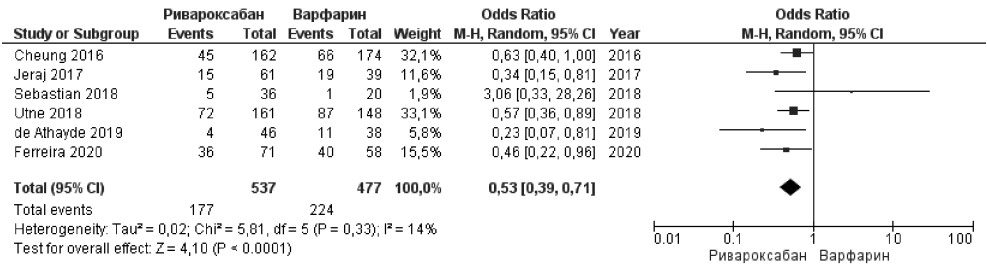 Ривароксабан Варфарин Odds Ratio Odds Ratio
Study or Subgroup Events Total Events Total Weight M-H, Random, 95% CI Year M-H, Random, 95% CI
Cheung 2016 45 162 66 174 32,1% 0,63 [0,40, 1,00] 2016
Jeraj 2017 15 61 19 39 11,6% 0,34 [0,15, 0,81] 2017
Sebastian 2018 5 36 1 20 1,9% 3,06 [0,33, 28,26] 2018
Utne 2018 72 161 87 148 33,1% 0,57 [0,36, 0,89] 2018
de Athayde 2019 4 46 11 38 5,8% 0,23 [0,07, 0,81] 2019
Ferreira 2020 36 71 40 58 15,5% 0,46 [0,22, 0,96] 2020
Total (95% CI) 537 477 100,0% 0,53 [0,39, 0,71]
Total events 177 224
Heterogeneity: Tau² = 0,02; Chi² = 5,81, df = 5 (P = 0,33); I² = 14%
Test for overall effect: Z = 4,10 (P < 0.0001)
0.01 0.1 1 10 100
Ривароксабан Варфарин